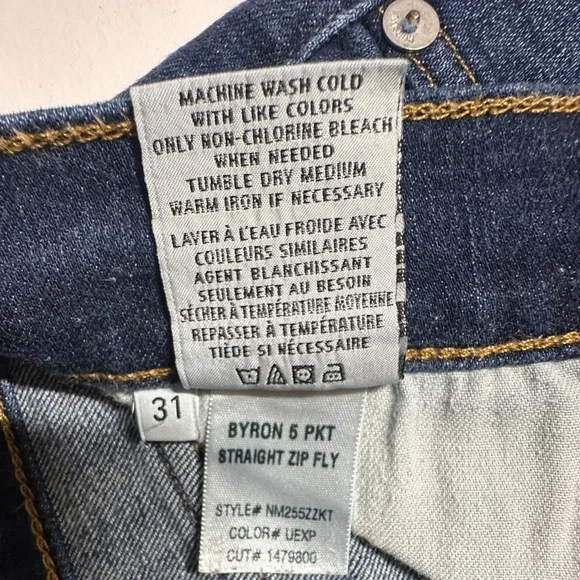 MACHINE WASH COLD
WITH LIKE COLORS
ONLY NON-CHLORINE BLEACH
WHEN NEEDED
TUMBLE DRY MEDIUM
WARM IRON IF NECESSARY
LAVER À L'EAU FROIDE AVEC
COULEURS SIMILAIRES
AGENT BLANCHISSANT
SEULEMENT AU BESOIN
SÉCHER À TEMPÉRATURE MOYENNE
REPASSER À TEMPÉRATURE
TIÈDE SI NÉCESSAIRE
31
BYRON 5 PKT
STRAIGHT ZIP FLY
STYLE# NM255ZZKT
COLOR# UEXP
CUT# 1479800